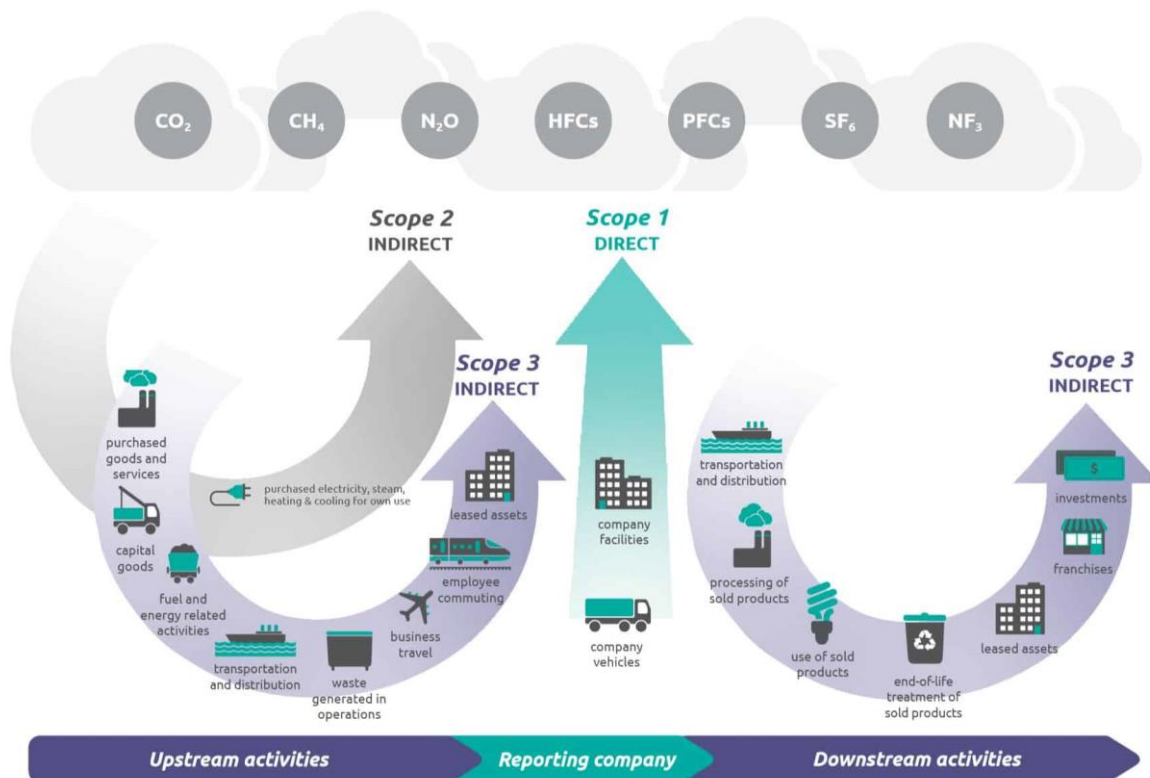 CO₂
CH₄
N₂O
HFCs
PFCs
SF₆
NF₃
Scope 2
INDIRECT
Scope 1
DIRECT
Scope 3
INDIRECT
Scope 3
INDIRECT
purchased
goods and
services
capital
goods
fuel and
energy related
activities
transportation
and distribution
waste
generated in
operations
business
travel
employee
commuting
leased assets
purchased electricity, steam,
heating & cooling for own use
company
facilities
company
vehicles
transportation
and distribution
processing of
sold products
use of sold
products
end-of-life
treatment of
sold products
leased assets
franchises
$
investments
Upstream activities
Reporting company
Downstream activities